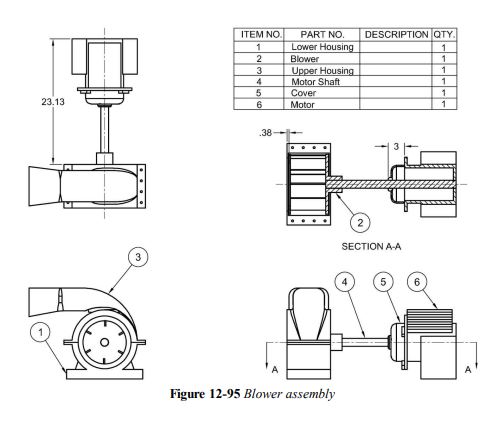 ITEM NO. PART NO. DESCRIPTION QTY.
1 Lower Housing 1
2 Blower 1
3 Upper Housing 1
4 Motor Shaft 1
5 Cover 1
6 Motor 1
23.13
.38
3
2
SECTION A-A
3
1
4
5
6
A
A
Figure 12-95 Blower assembly